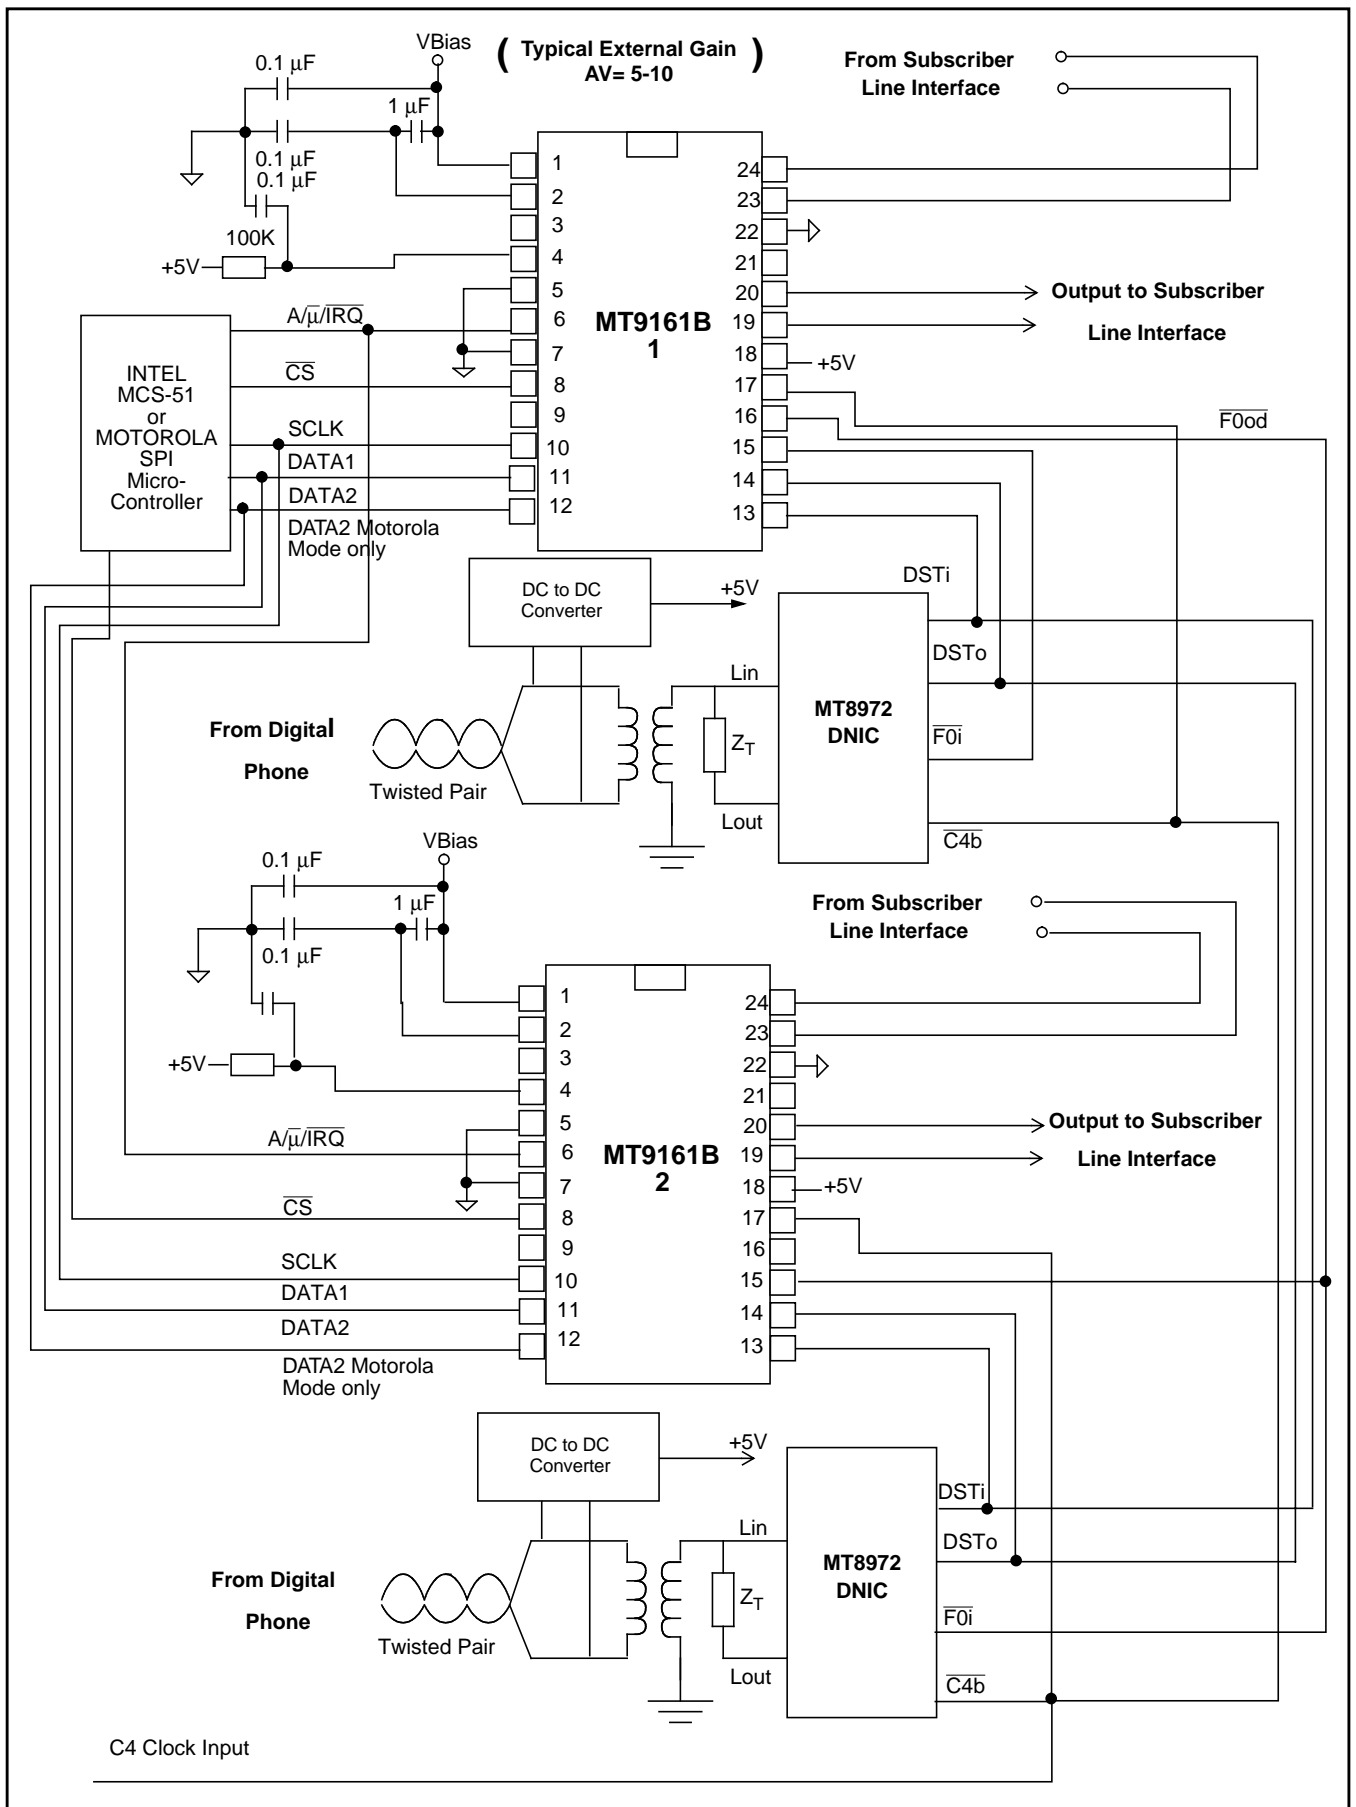 VBias
( Typical External Gain )
AV= 5-10
From Subscriber
Line Interface
0.1 μF
1 μF
0.1 μF
0.1 μF
100K
+5V
1
2
3
4
5
6
7
8
9
10
11
12
MT9161B
1
24
23
22
21
20
19
18
17
16
15
14
13
Output to Subscriber
Line Interface
+5V
F0od
A/μ/IRQ
CS
SCLK
DATA1
DATA2
DATA2 Motorola
Mode only
INTEL
MCS-51
or
MOTOROLA
SPI
Micro-
Controller
DC to DC
Converter
+5V
DSTi
DSTo
F0i
C4b
Lin
ZT
Lout
MT8972
DNIC
From Digital
Phone
Twisted Pair
VBias
0.1 μF
1 μF
0.1 μF
+5V
From Subscriber
Line Interface
1
2
3
4
5
6
7
8
9
10
11
12
MT9161B
2
24
23
22
21
20
19
18
17
16
15
14
13
Output to Subscriber
Line Interface
+5V
A/μ/IRQ
CS
SCLK
DATA1
DATA2
DATA2 Motorola
Mode only
DC to DC
Converter
+5V
DSTi
DSTo
F0i
C4b
Lin
ZT
Lout
MT8972
DNIC
From Digital
Phone
Twisted Pair
C4 Clock Input